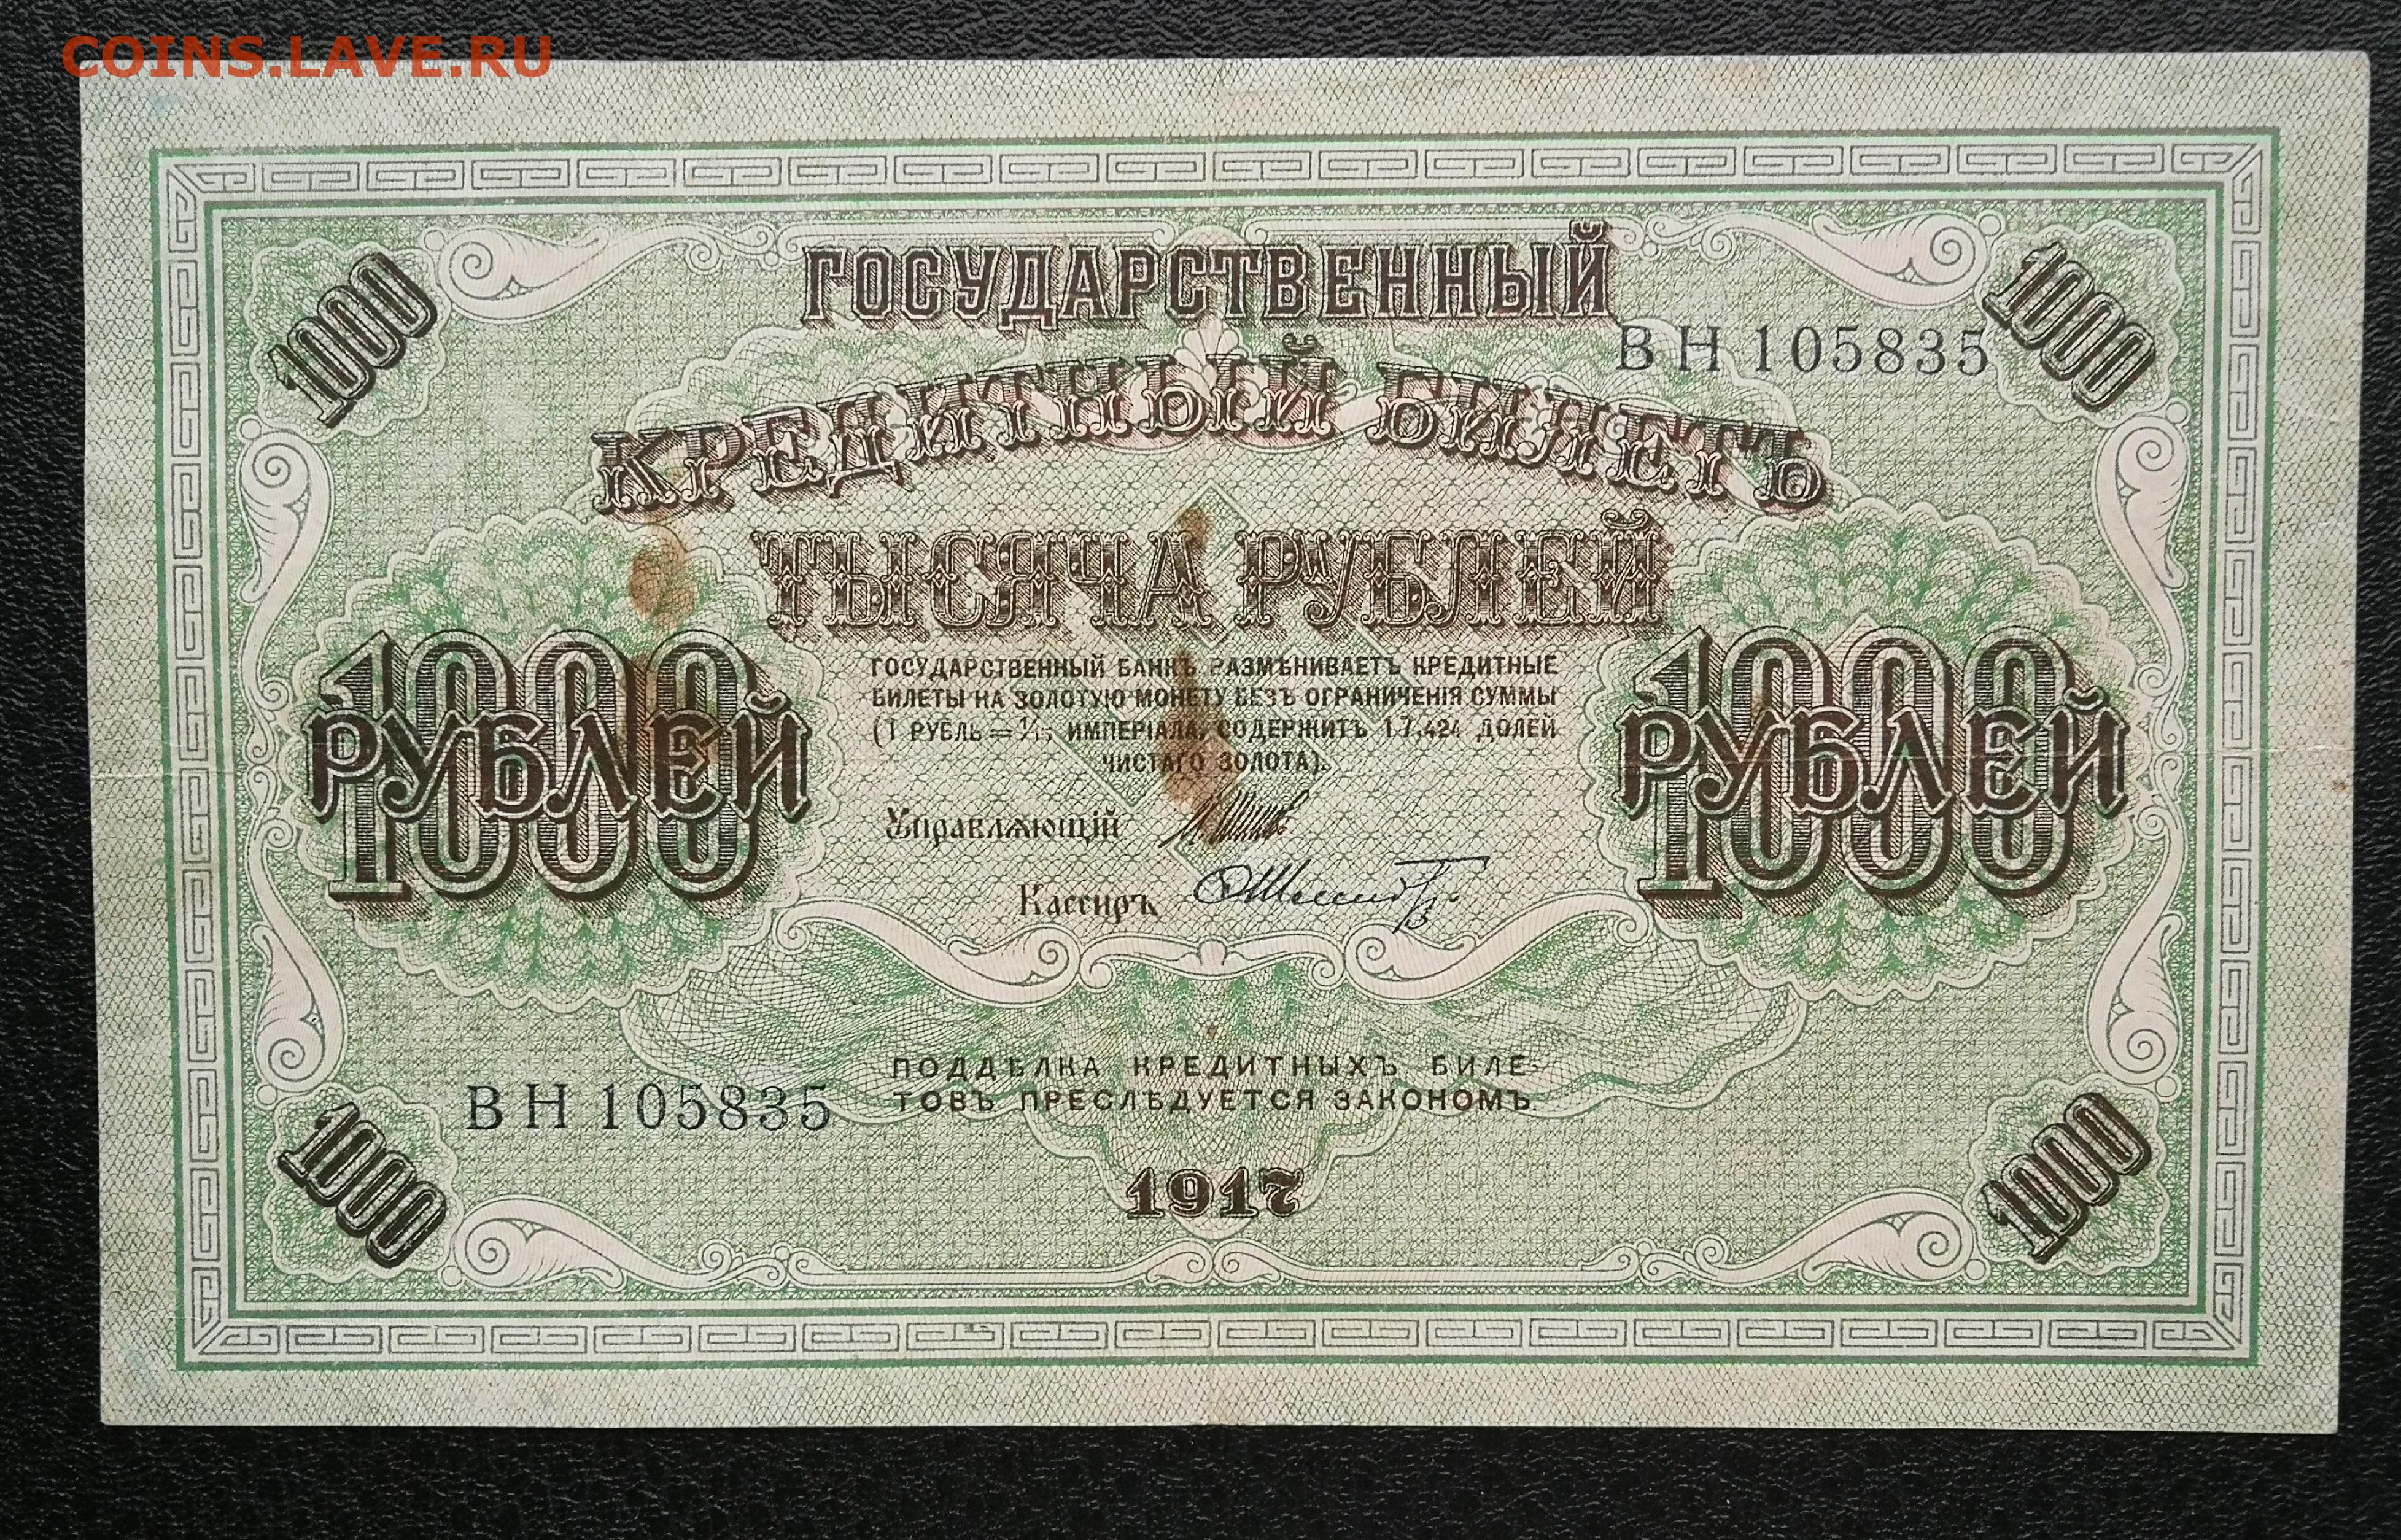 COINS.LAVE.RU
1000
1000
ГОСУДАРСТВЕННЫЙ
ВН 105835
КРЕДИТНЫЙ БИЛЕТЪ
ТЫСЯЧА РУБЛЕЙ
1000
РУБЛЕЙ
1000
РУБЛЕЙ
ГОСУДАРСТВЕННЫЙ БАНКЪ РАЗМѢНИВАЕТЪ КРЕДИТНЫЕ
БИЛЕТЫ НА ЗОЛОТУЮ МОНЕТУ БЕЗЪ ОГРАНИЧЕНІЯ СУММЫ
(1 РУБЛЬ = 1/15 ИМПЕРІАЛА, СОДЕРЖИТЪ 17,424 ДОЛЕЙ
ЧИСТАГО ЗОЛОТА).
Управляющій
Кассиръ
ПОДДѢЛКА КРЕДИТНЫХЪ БИЛЕ-
ТОВЪ ПРЕСЛѢДУЕТСЯ ЗАКОНОМЪ.
ВН 105835
1000
1917
1000